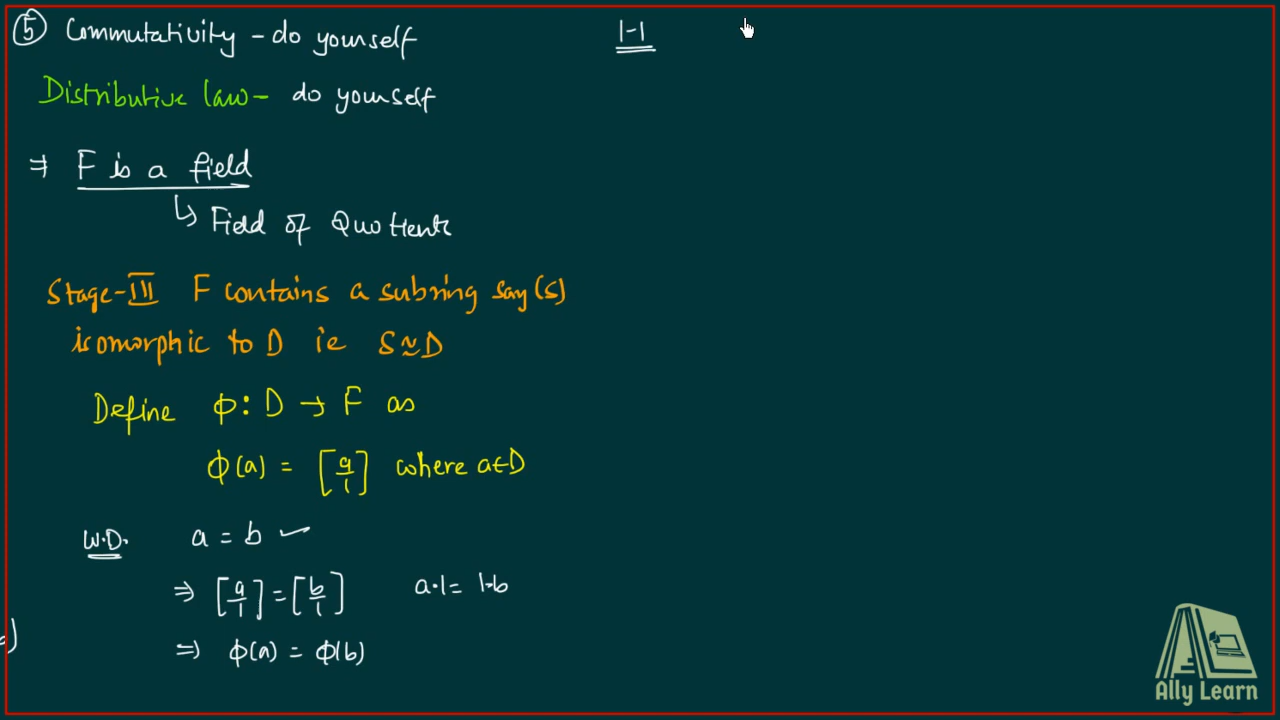 ⑤ Commutativity - do yourself
Distributive law - do yourself
⇒ F is a field
↳ Field of Quotients
Stage-III F contains a subring say (s)
isomorphic to D ie S≅D
Define φ: D → F as
φ(a) = [a/1] where a∈D
W.D. a = b ✓
⇒ [a/1] = [b/1] a·1 = 1·b
⇒ φ(a) = φ(b)
1-1
Ally Learn